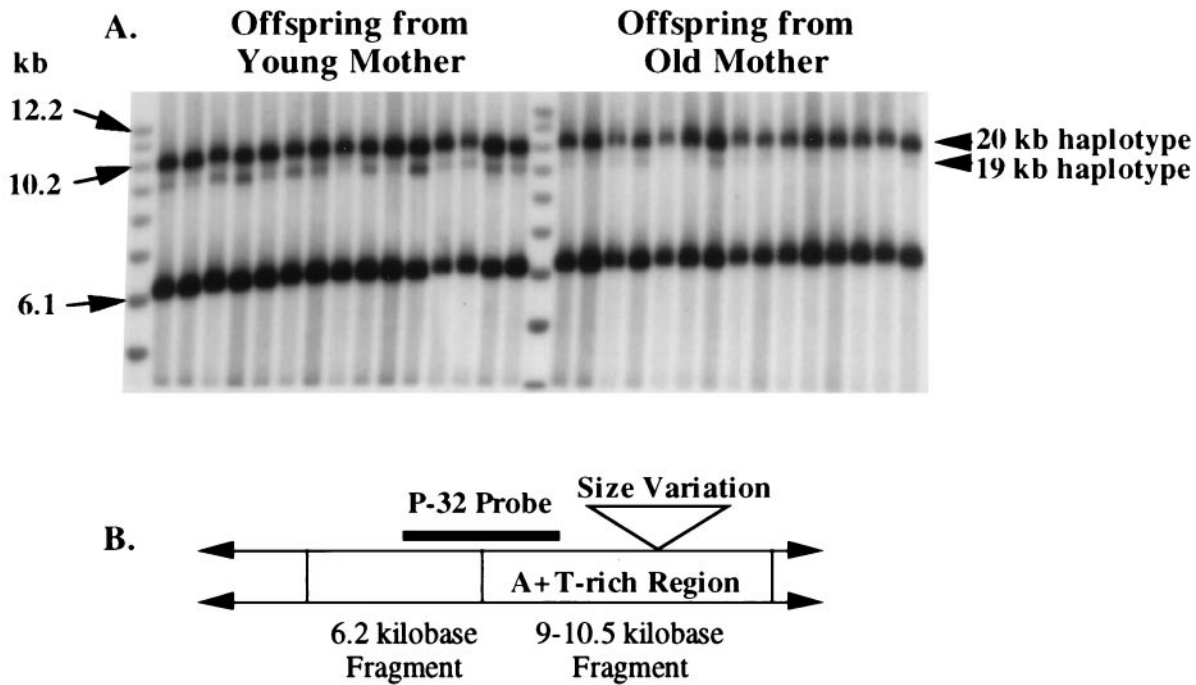 A.
Offspring from
Young Mother
Offspring from
Old Mother
kb
12.2
10.2
6.1
20 kb haplotype
19 kb haplotype
B.
P-32 Probe
Size Variation
A+T-rich Region
6.2 kilobase
Fragment
9-10.5 kilobase
Fragment